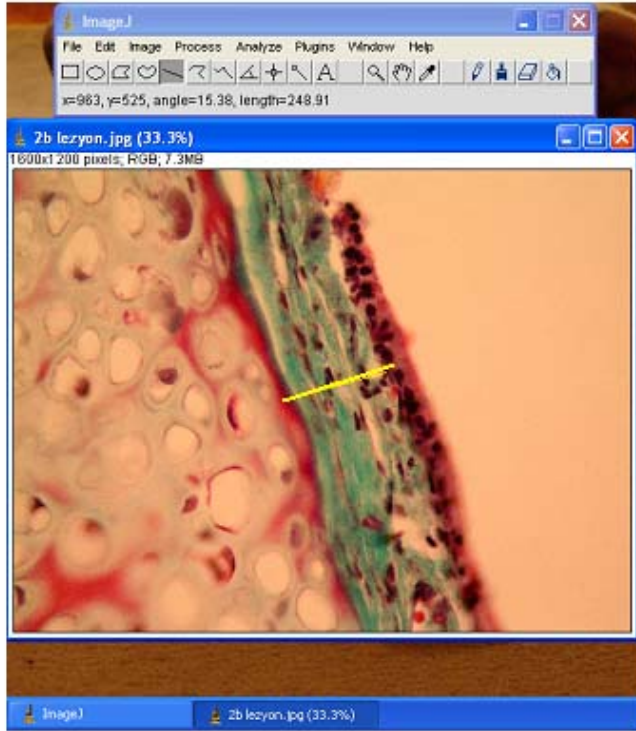 ImageJ
File Edit Image Process Analyze Plugins Window Help
x=963, y=525, angle=15.38, length=248.91
2b lezyon.jpg (33.3%)
1600x1200 pixels; RGB; 7.3MB
ImageJ
2b lezyon.jpg (33.3%)